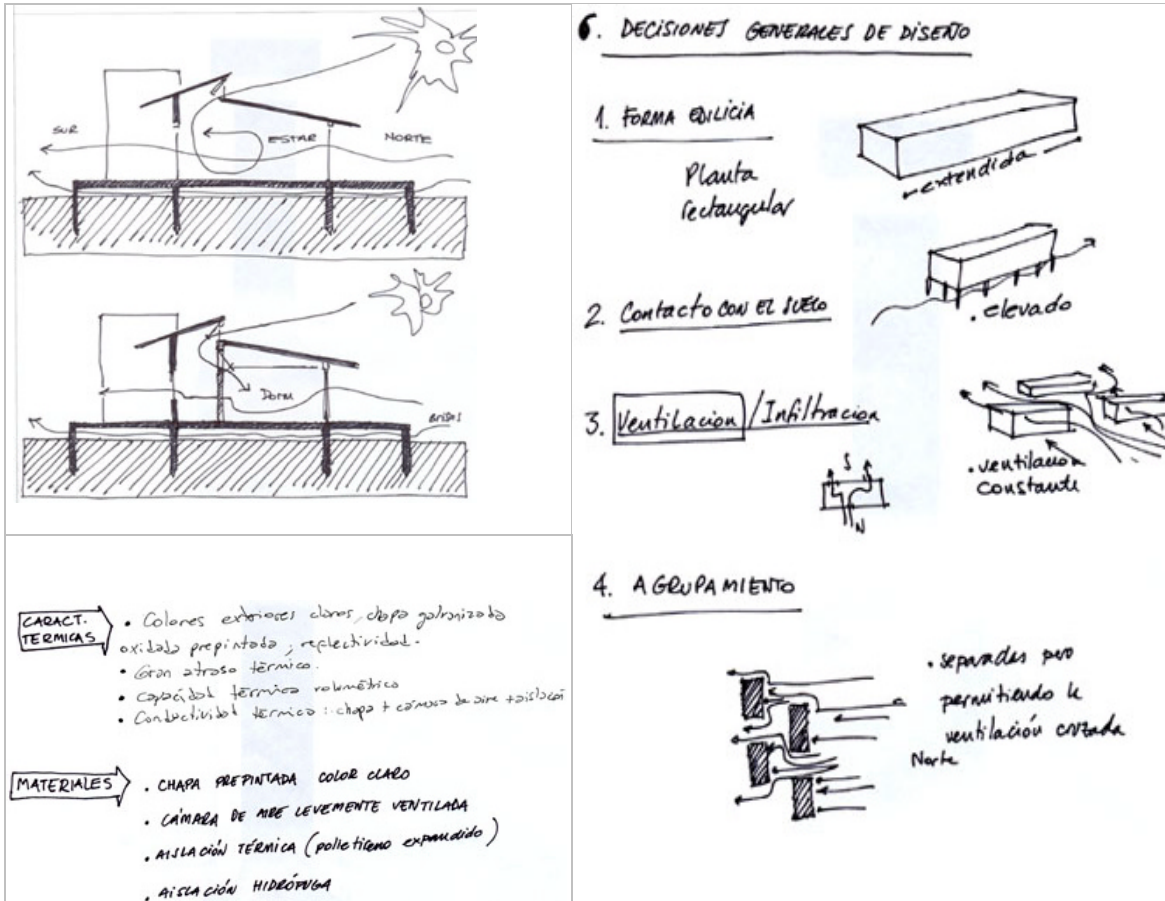 SUR
ESTAR
NORTE
DORM
BRISAS
CARACT.
TERMICAS
• Colores exteriores claros, chapa galvanizada
oxidada prepintada; reflectividad.
• Gran atraso térmico.
• Capacidad térmica volumétrica
• Conductividad térmica: chapa + cámara de aire + aislación
MATERIALES
• CHAPA PREPINTADA COLOR CLARO
• CÁMARA DE AIRE LEVEMENTE VENTILADA
• AISLACIÓN TÉRMICA (polietireno expandido)
• AISLACIÓN HIDRÓFUGA
6. DECISIONES GENERALES DE DISEÑO
1. FORMA EDILICIA
Planta
rectangular
extendida
2. Contacto CON EL SUELO
• elevado
3. Ventilacion / Infiltracion
S
N
• ventilacion
constante
4. AGRUPAMIENTO
• separadas pero
permitiendo la
ventilación cruzada
Norte